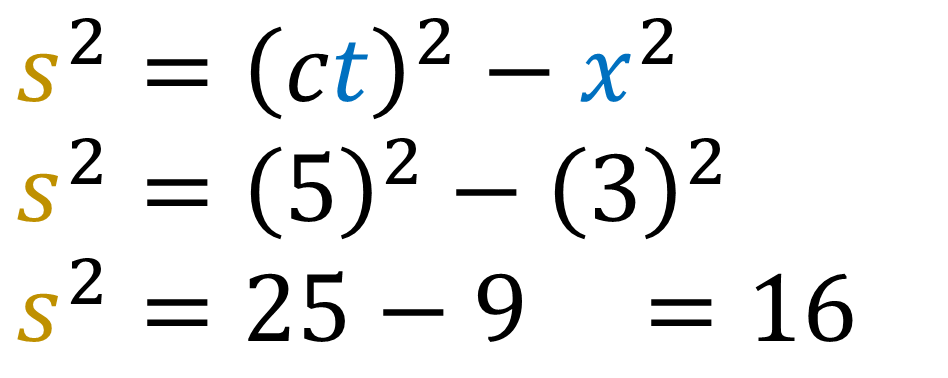 s² = (ct)² − x²
s² = (5)² − (3)²
s² = 25 − 9 = 16